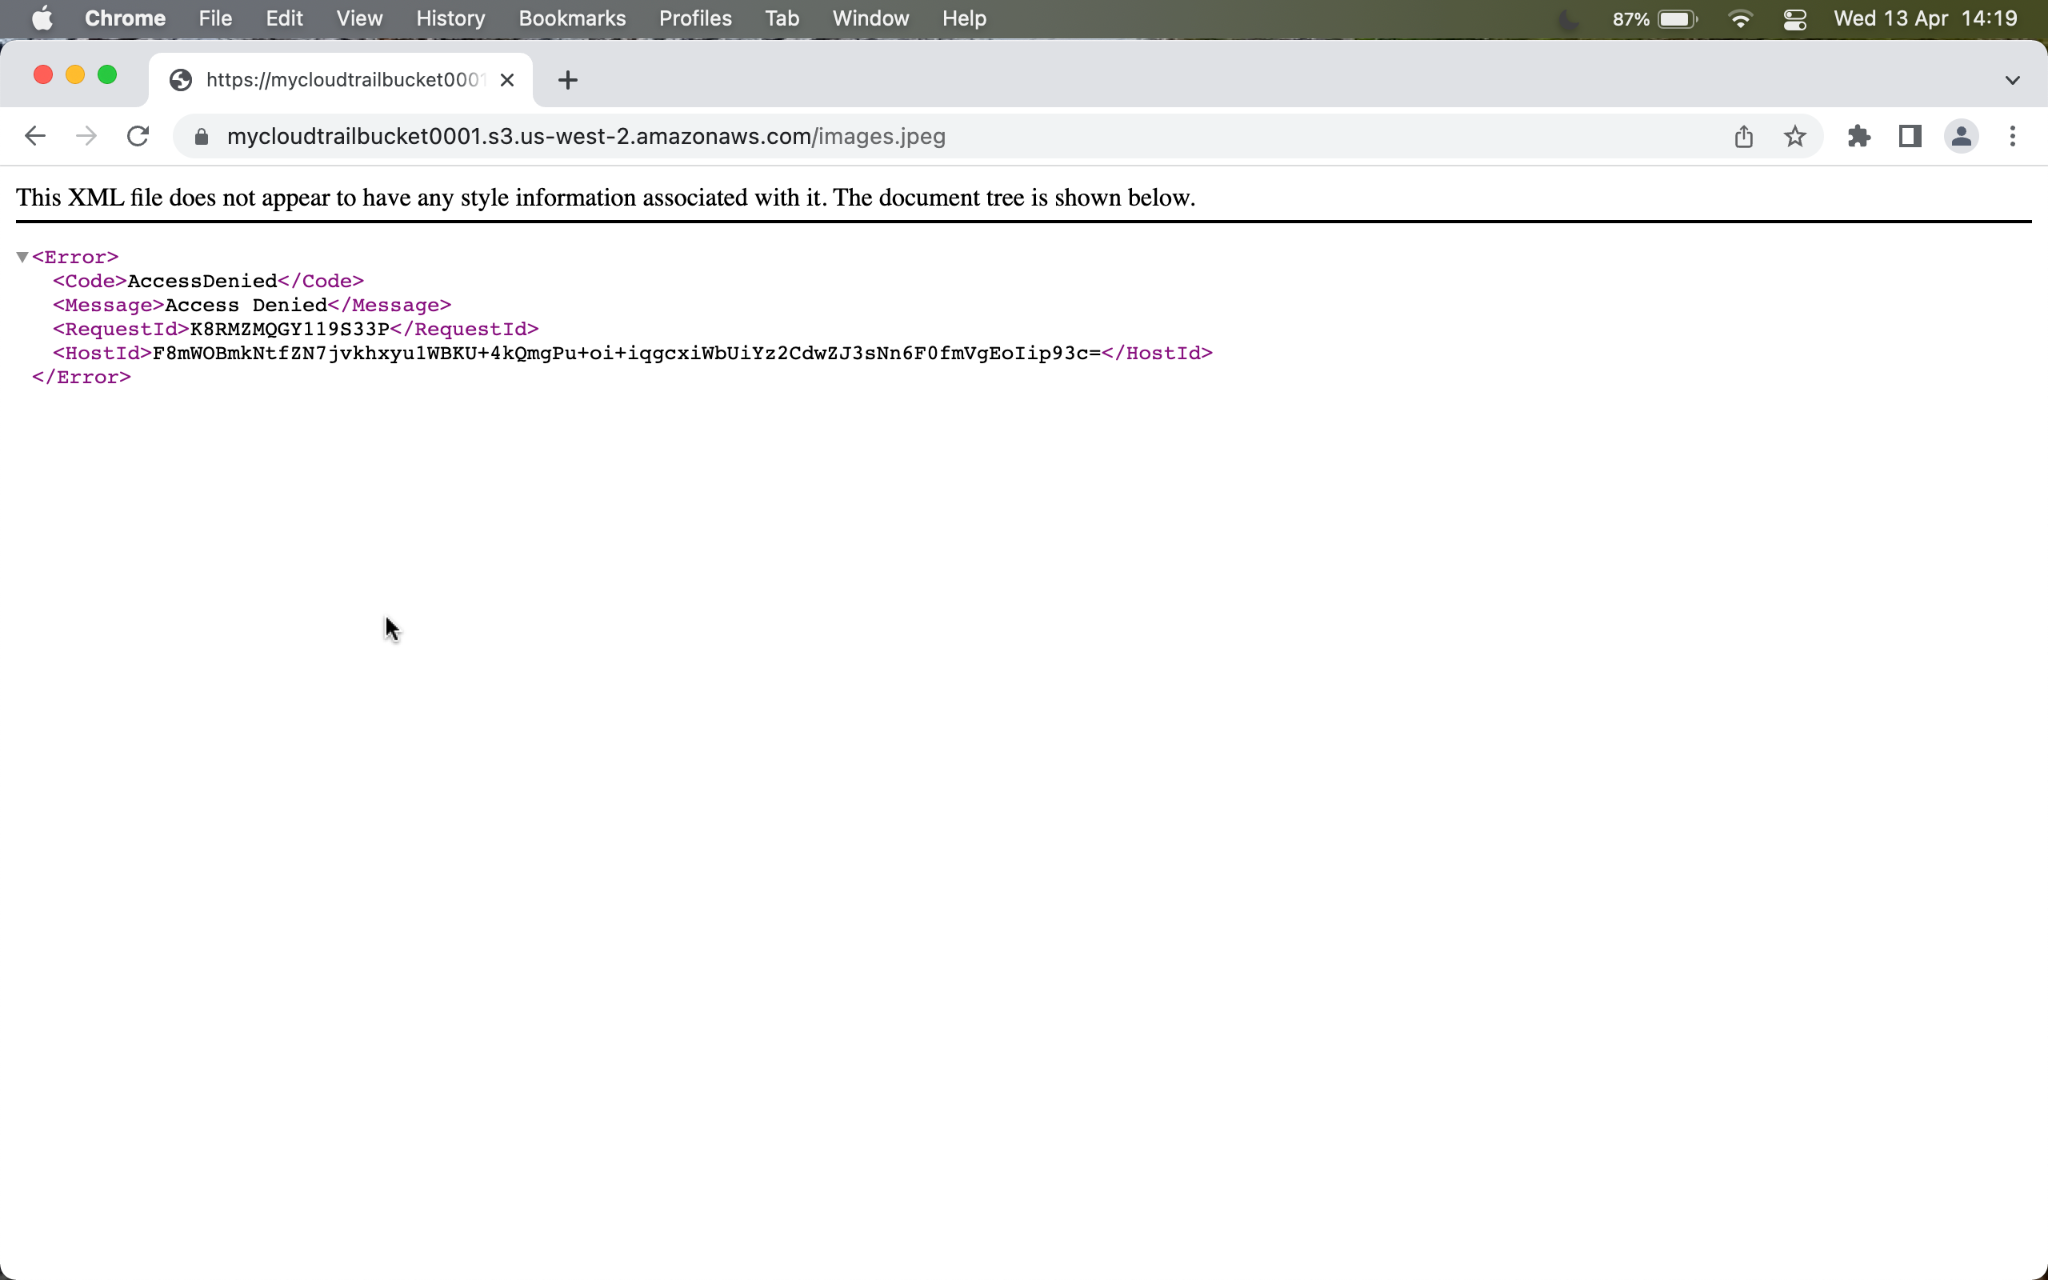 Chrome File Edit View History Bookmarks Profiles Tab Window Help 87% Wed 13 Apr 14:19
https://mycloudtrailbucket0001
mycloudtrailbucket0001.s3.us-west-2.amazonaws.com/images.jpeg
This XML file does not appear to have any style information associated with it. The document tree is shown below.
<Error>
<Code>AccessDenied</Code>
<Message>Access Denied</Message>
<RequestId>K8RMZMQGY119S33P</RequestId>
<HostId>F8mWOBmkNtfZN7jvkhxyu1WBKU+4kQmgPu+oi+iqgcxiWbUiYz2CdwZJ3sNn6F0fmVgEoIip93c=</HostId>
</Error>